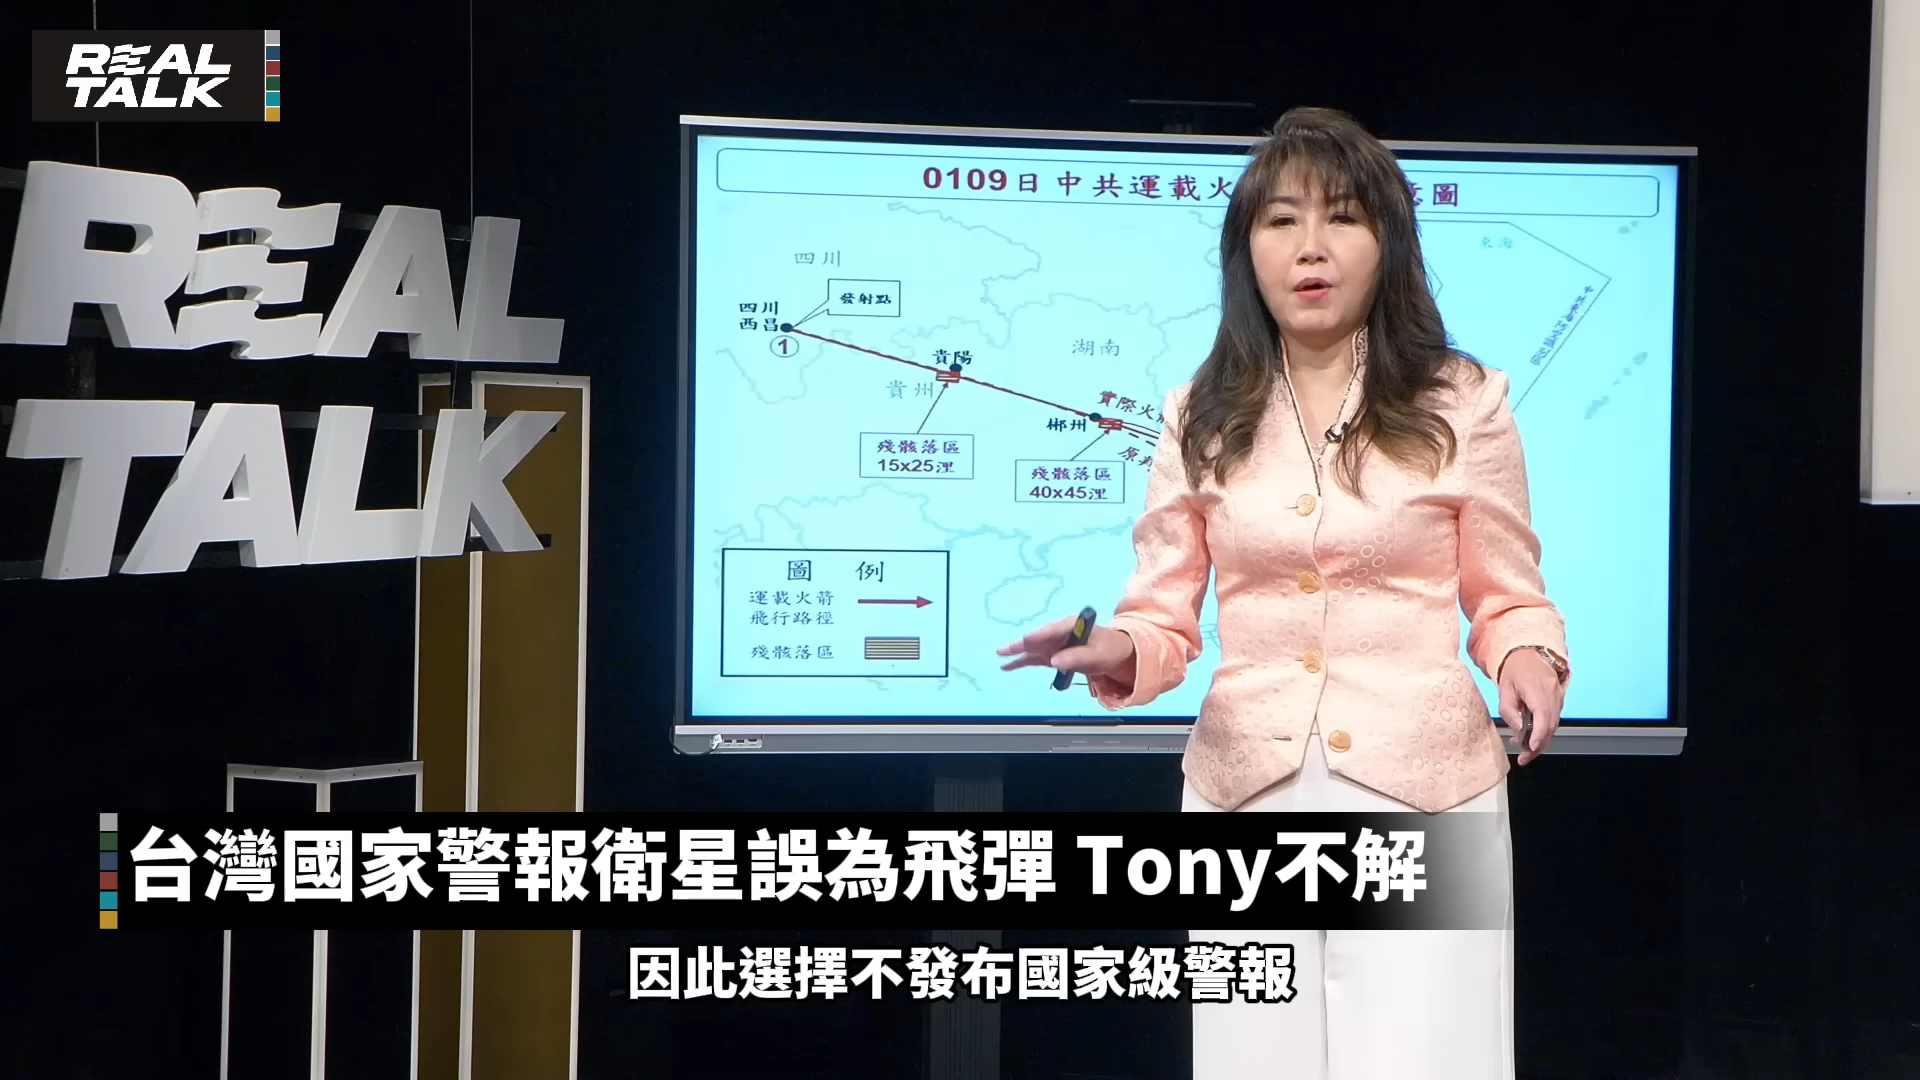 REAL
TALK
REAL
TALK
0109日中共運載火
意圖
東海
四川
發射點
四川
西昌
1
貴陽
貴州
湖南
郴州
實際火
原
殘骸落區
15x25浬
殘骸落區
40x45浬
圖 例
運載火箭
飛行路徑
殘骸落區
台灣國家警報衛星誤為飛彈 Tony不解
因此選擇不發布國家級警報